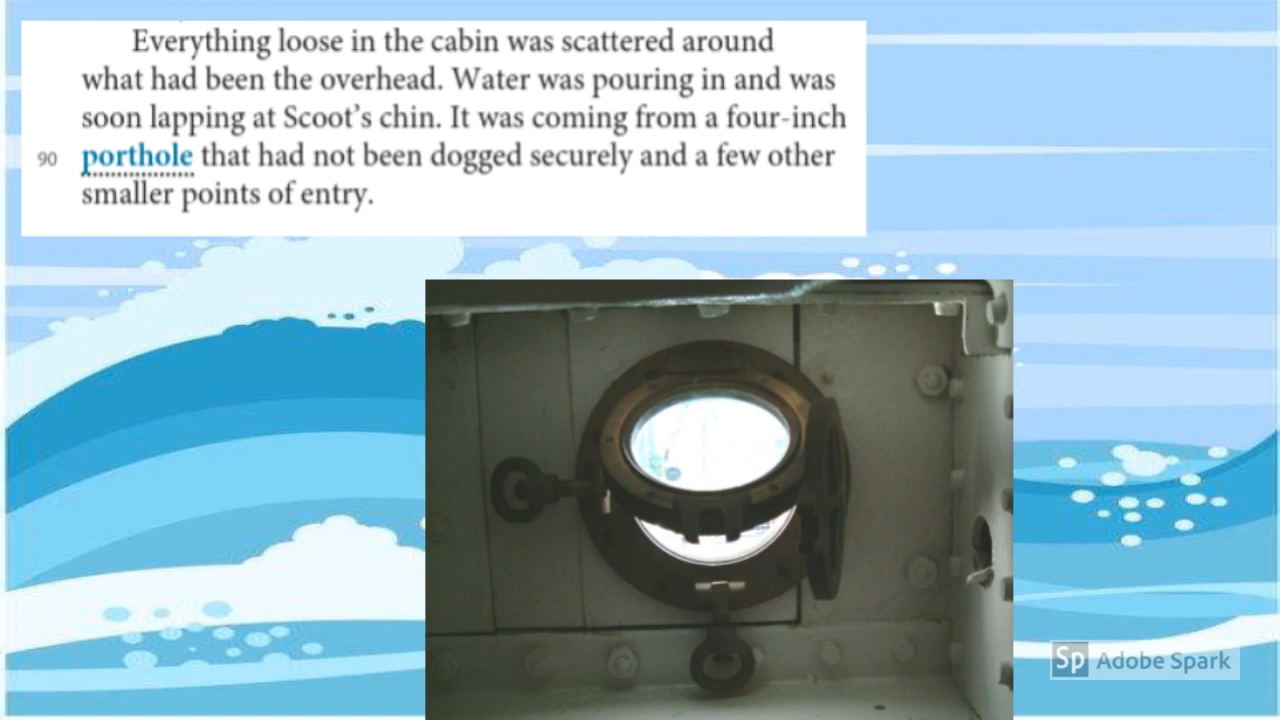 Everything loose in the cabin was scattered around
what had been the overhead. Water was pouring in and was
soon lapping at Scoot’s chin. It was coming from a four-inch
90 porthole that had not been dogged securely and a few other
smaller points of entry.
Sp Adobe Spark